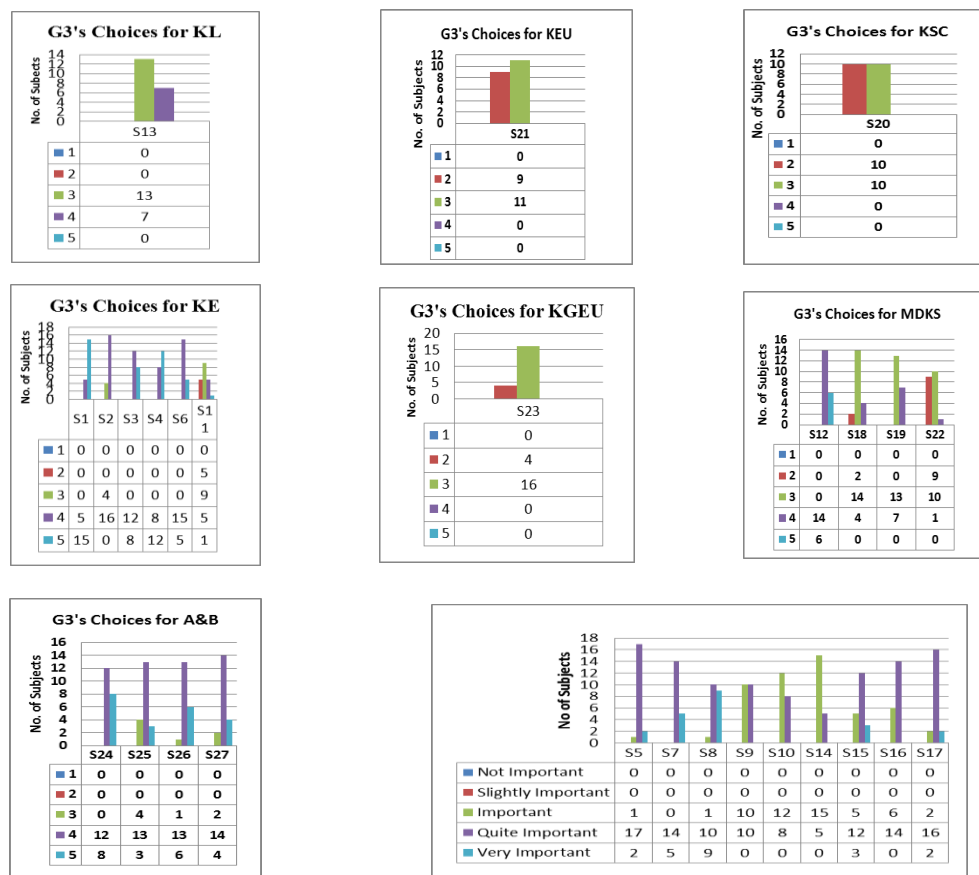 G3's Choices for KL
No. of Subjects
14
12
10
8
6
4
2
0
S13
1 0
2 0
3 13
4 7
5 0
G3's Choices for KEU
No. of Subjects
12
11
10
9
8
7
6
5
4
3
2
1
0
S21
1 0
2 9
3 11
4 0
5 0
G3's Choices for KSC
No. of Subjects
12
10
8
6
4
2
0
S20
1 0
2 10
3 10
4 0
5 0
G3's Choices for KE
No. of Subjects
18
16
14
12
10
8
6
4
2
0
S1 S2 S3 S4 S6 S1
1
1 0 0 0 0 0 0
2 0 0 0 0 0 5
3 0 4 0 0 0 9
4 5 16 12 8 15 5
5 15 0 8 12 5 1
G3's Choices for KGEU
No. of Subjects
20
15
10
5
0
S23
1 0
2 4
3 16
4 0
5 0
G3's Choices for MDKS
No. of Subjects
16
14
12
10
8
6
4
2
0
S12 S18 S19 S22
1 0 0 0 0
2 0 2 0 9
3 0 14 13 10
4 14 4 7 1
5 6 0 0 0
G3's Choices for A&B
No. of Subjects
16
14
12
10
8
6
4
2
0
S24 S25 S26 S27
1 0 0 0 0
2 0 0 0 0
3 0 4 1 2
4 12 13 13 14
5 8 3 6 4
No of Subjects
18
16
14
12
10
8
6
4
2
0
S5 S7 S8 S9 S10 S14 S15 S16 S17
Not Important 0 0 0 0 0 0 0 0 0
Slightly Important 0 0 0 0 0 0 0 0 0
Important 1 0 1 10 12 15 5 6 2
Quite Important 17 14 10 10 8 5 12 14 16
Very Important 2 5 9 0 0 0 3 0 2